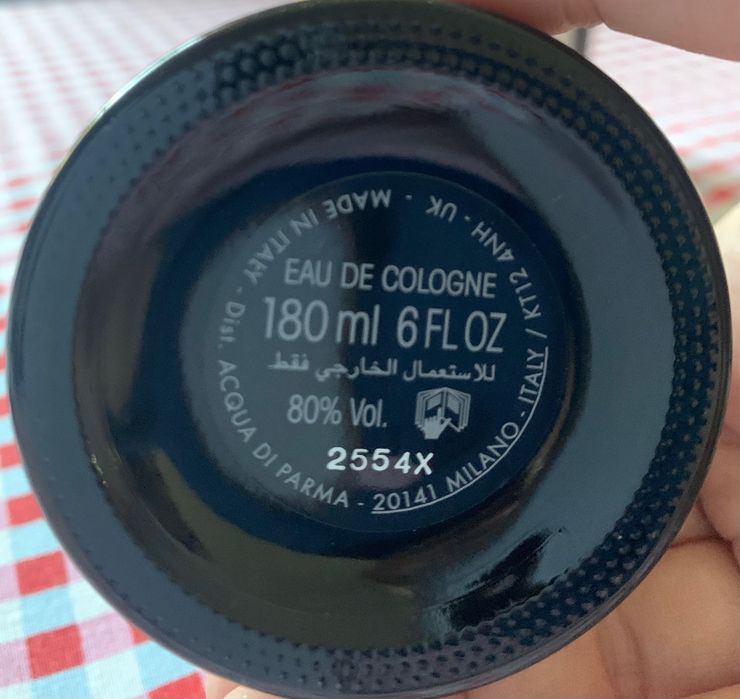 EAU DE COLOGNE
180 ml 6 FL OZ
للاستعمال الخارجي فقط
80% Vol.
2554X
MADE IN ITALY - Dist. ACQUA DI PARMA - 20141 MILANO - ITALY / KT12 4NH - UK -